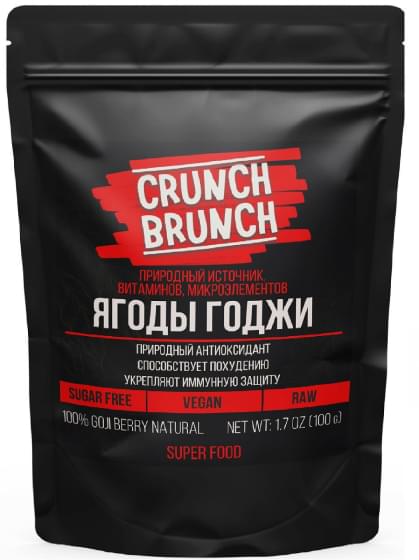 CRUNCH
BRUNCH
ПРИРОДНЫЙ ИСТОЧНИК,
ВИТАМИНОВ, МИКРОЭЛЕМЕНТОВ
ЯГОДЫ ГОДЖИ
ПРИРОДНЫЙ АНТИОКСИДАНТ
СПОСОБСТВУЕТ ПОХУДЕНИЮ
УКРЕПЛЯЮТ ИММУННУЮ ЗАЩИТУ
SUGAR FREE VEGAN RAW
100% GOJI BERRY NATURAL NET WT: 1.7 OZ (100 g)
SUPER FOOD